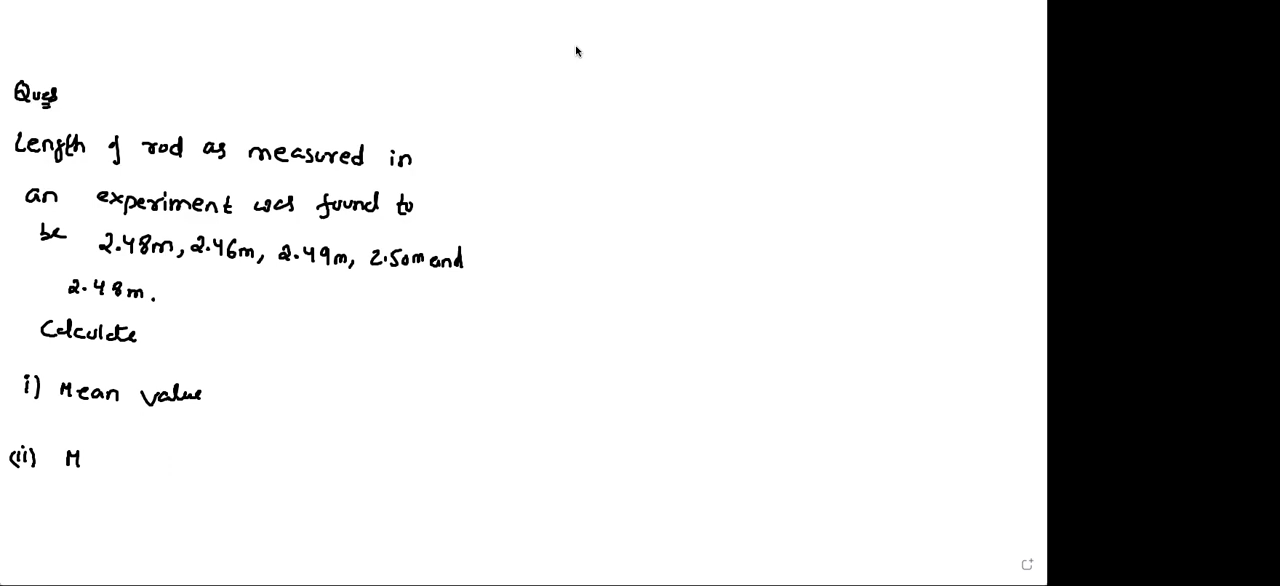 Ques
Length of rod as measured in
an experiment was found to
be 2.48m, 2.46m, 2.49m, 2.50m and
2.48m.
Calculate
i) Mean value
(ii) M